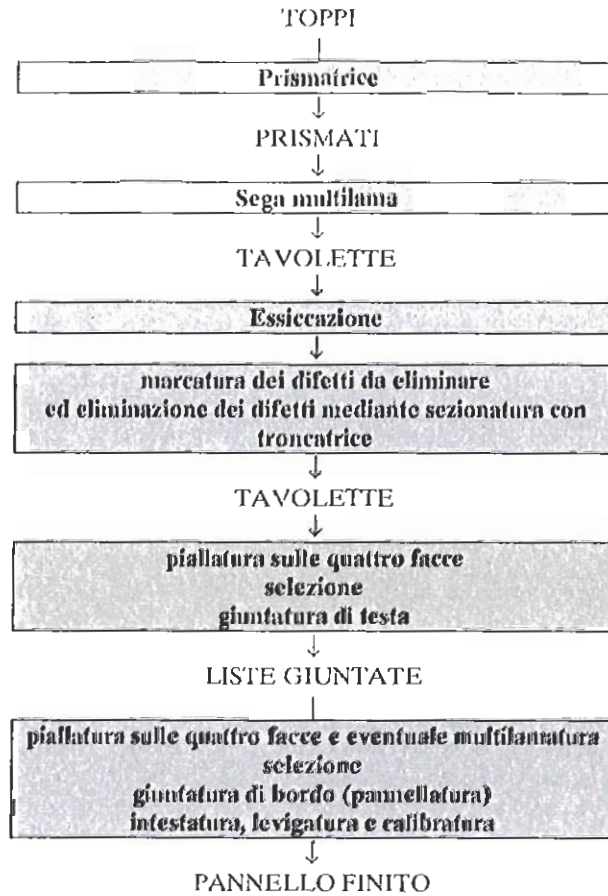 TOPPI
Prismatrice
PRISMATI
Sega multilama
TAVOLETTE
Essiccazione
marcatura dei difetti da eliminare
ed eliminazione dei difetti mediante sezionatura con
troncatrice
TAVOLETTE
piallatura sulle quattro facce
selezione
giuntatura di testa
LISTE GIUNTATE
piallatura sulle quattro facce e eventuale multilamatura
selezione
giuntatura di bordo (pannellatura)
intestatura, levigatura e calibratura
PANNELLO FINITO